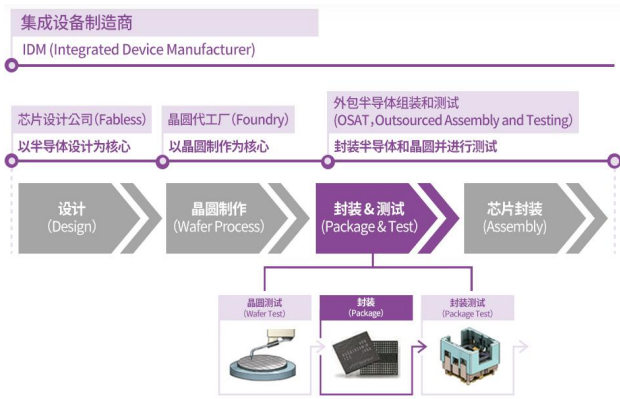 集成设备制造商
IDM (Integrated Device Manufacturer)
芯片设计公司(Fabless)
以半导体设计为核心
晶圆代工厂(Foundry)
以晶圆制作为核心
外包半导体组装和测试
(OSAT,Outsourced Assembly and Testing)
封装半导体和晶圆并进行测试
设计
(Design)
晶圆制作
(Wafer Process)
封装&测试
(Package & Test)
芯片封装
(Assembly)
晶圆测试
(Wafer Test)
封装
(Package)
封装测试
(Package Test)